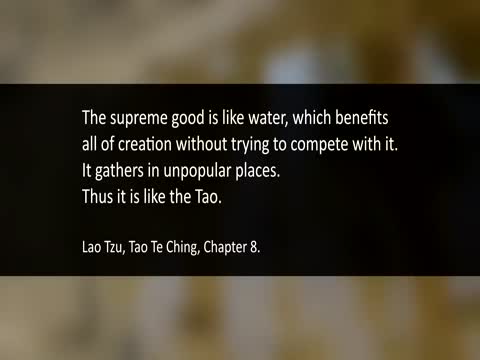 The supreme good is like water, which benefits
all of creation without trying to compete with it.
It gathers in unpopular places.
Thus it is like the Tao.
Lao Tzu, Tao Te Ching, Chapter 8.